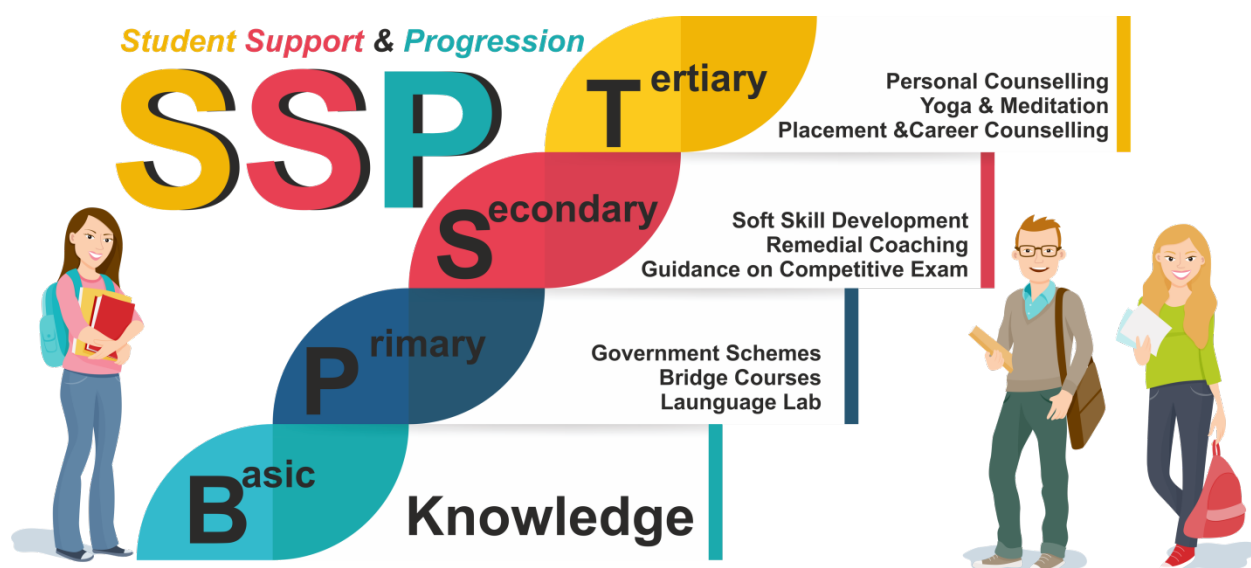 Student Support & Progression
SSP
Tertiary
Personal Counselling
Yoga & Meditation
Placement &Career Counselling
Secondary
Soft Skill Development
Remedial Coaching
Guidance on Competitive Exam
Primary
Government Schemes
Bridge Courses
Launguage Lab
Basic
Knowledge